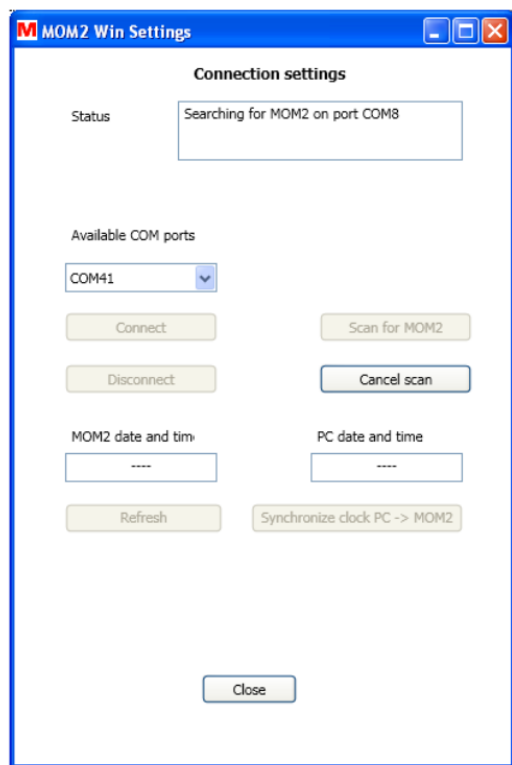 M MOM2 Win Settings
Connection settings
Status
Searching for MOM2 on port COM8
Available COM ports
COM41
Connect
Scan for MOM2
Disconnect
Cancel scan
MOM2 date and tim
PC date and time
----
----
Refresh
Synchronize clock PC -> MOM2
Close